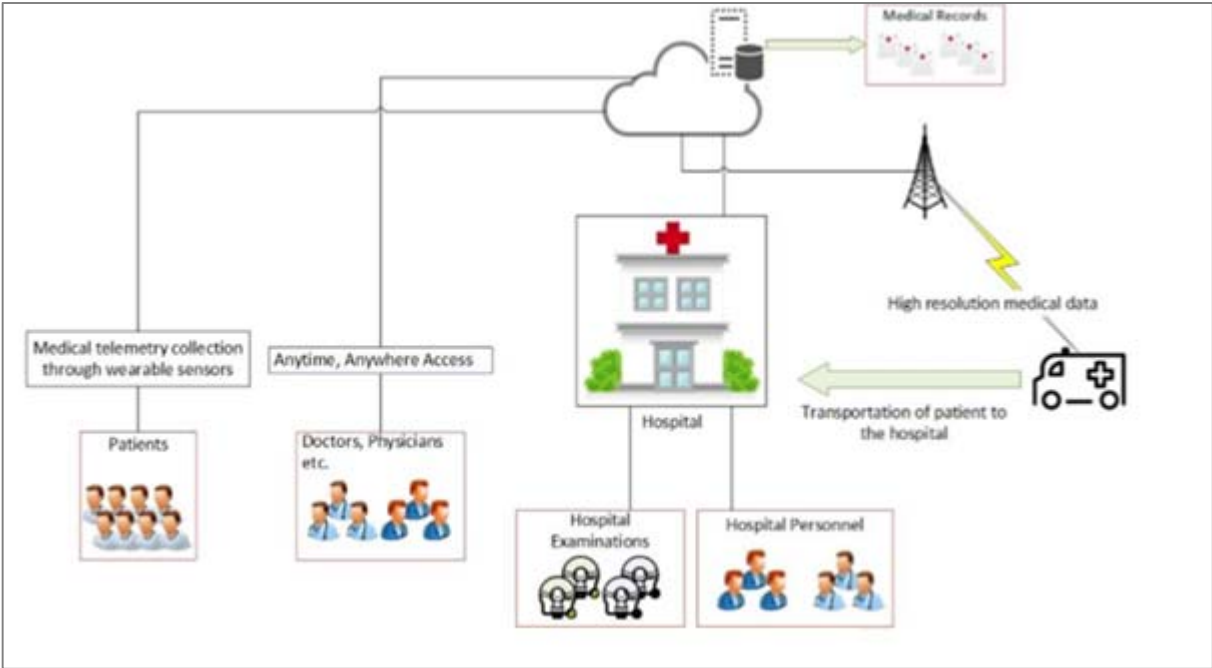 Medical Records
High resolution medical data
Medical telemetry collection
through wearable sensors
Anytime, Anywhere Access
Transportation of patient to
the hospital
Hospital
Patients
Doctors, Physicians
etc.
Hospital
Examinations
Hospital Personnel